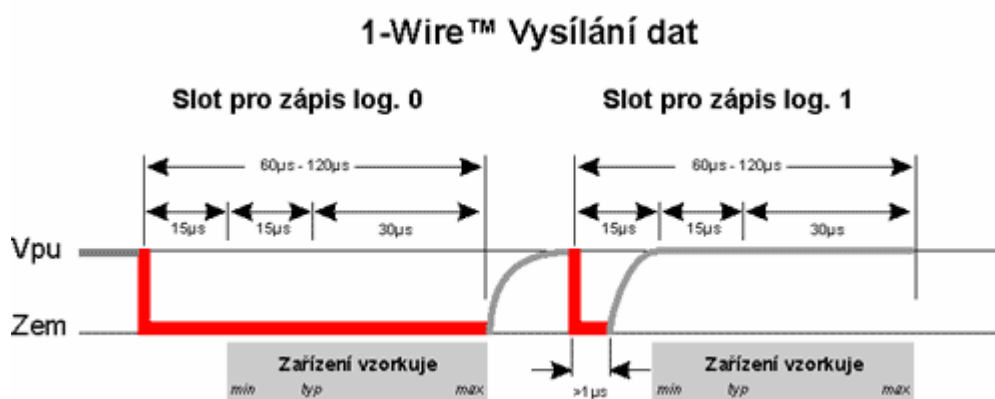 1-Wire™ Vysílání dat
Slot pro zápis log. 0
Slot pro zápis log. 1
60µs - 120µs
60µs - 120µs
15µs 15µs 30µs
15µs 15µs 30µs
Vpu
Zem
Zařízení vzorkuje
min typ max
>1µs
Zařízení vzorkuje
min typ max